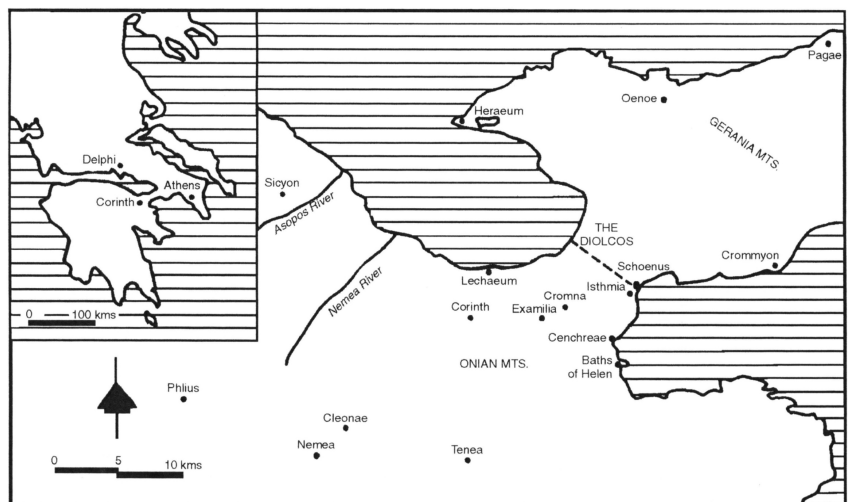 Delphi
Athens
Corinth
0 100 kms
Pagae
Heraeum
Oenoe
GERANIA MTS.
Sicyon
Asopos River
Nemea River
THE
DIOLCOS
Schoenus
Crommyon
Lechaeum
Isthmia
Cromna
Corinth
Examilia
Cenchreae
ONIAN MTS.
Baths
of Helen
Phlius
Cleonae
Nemea
Tenea
0 5 10 kms